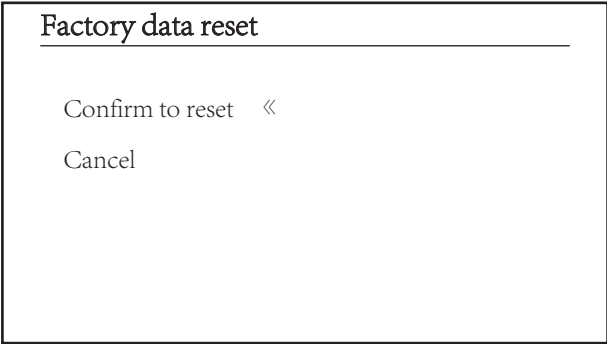 Factory data reset
Confirm to reset «
Cancel